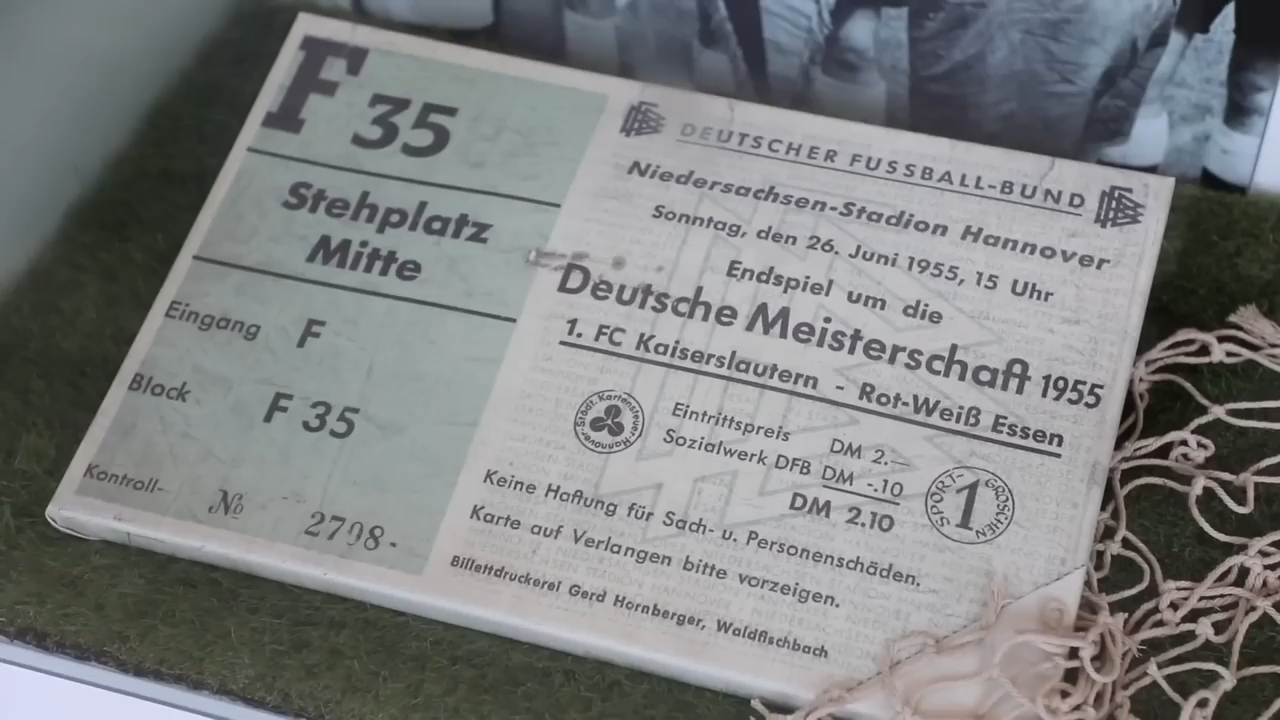 F 35
Stehplatz
Mitte
Eingang F
Block F 35
Kontroll-
№ 2798-
DEUTSCHER FUSSBALL-BUND
Niedersachsen-Stadion Hannover
Sonntag, den 26. Juni 1955, 15 Uhr
Endspiel um die
Deutsche Meisterschaft 1955
1. FC Kaiserslautern - Rot-Weiß Essen
Städt. Kartensteuer Hannover
Eintrittspreis DM 2.—
Sozialwerk DFB DM -.10
DM 2.10
SPORT-GROSCHEN
1
Keine Haftung für Sach- u. Personenschäden.
Karte auf Verlangen bitte vorzeigen.
Billettdruckerei Gerd Hornberger, Waldfischbach